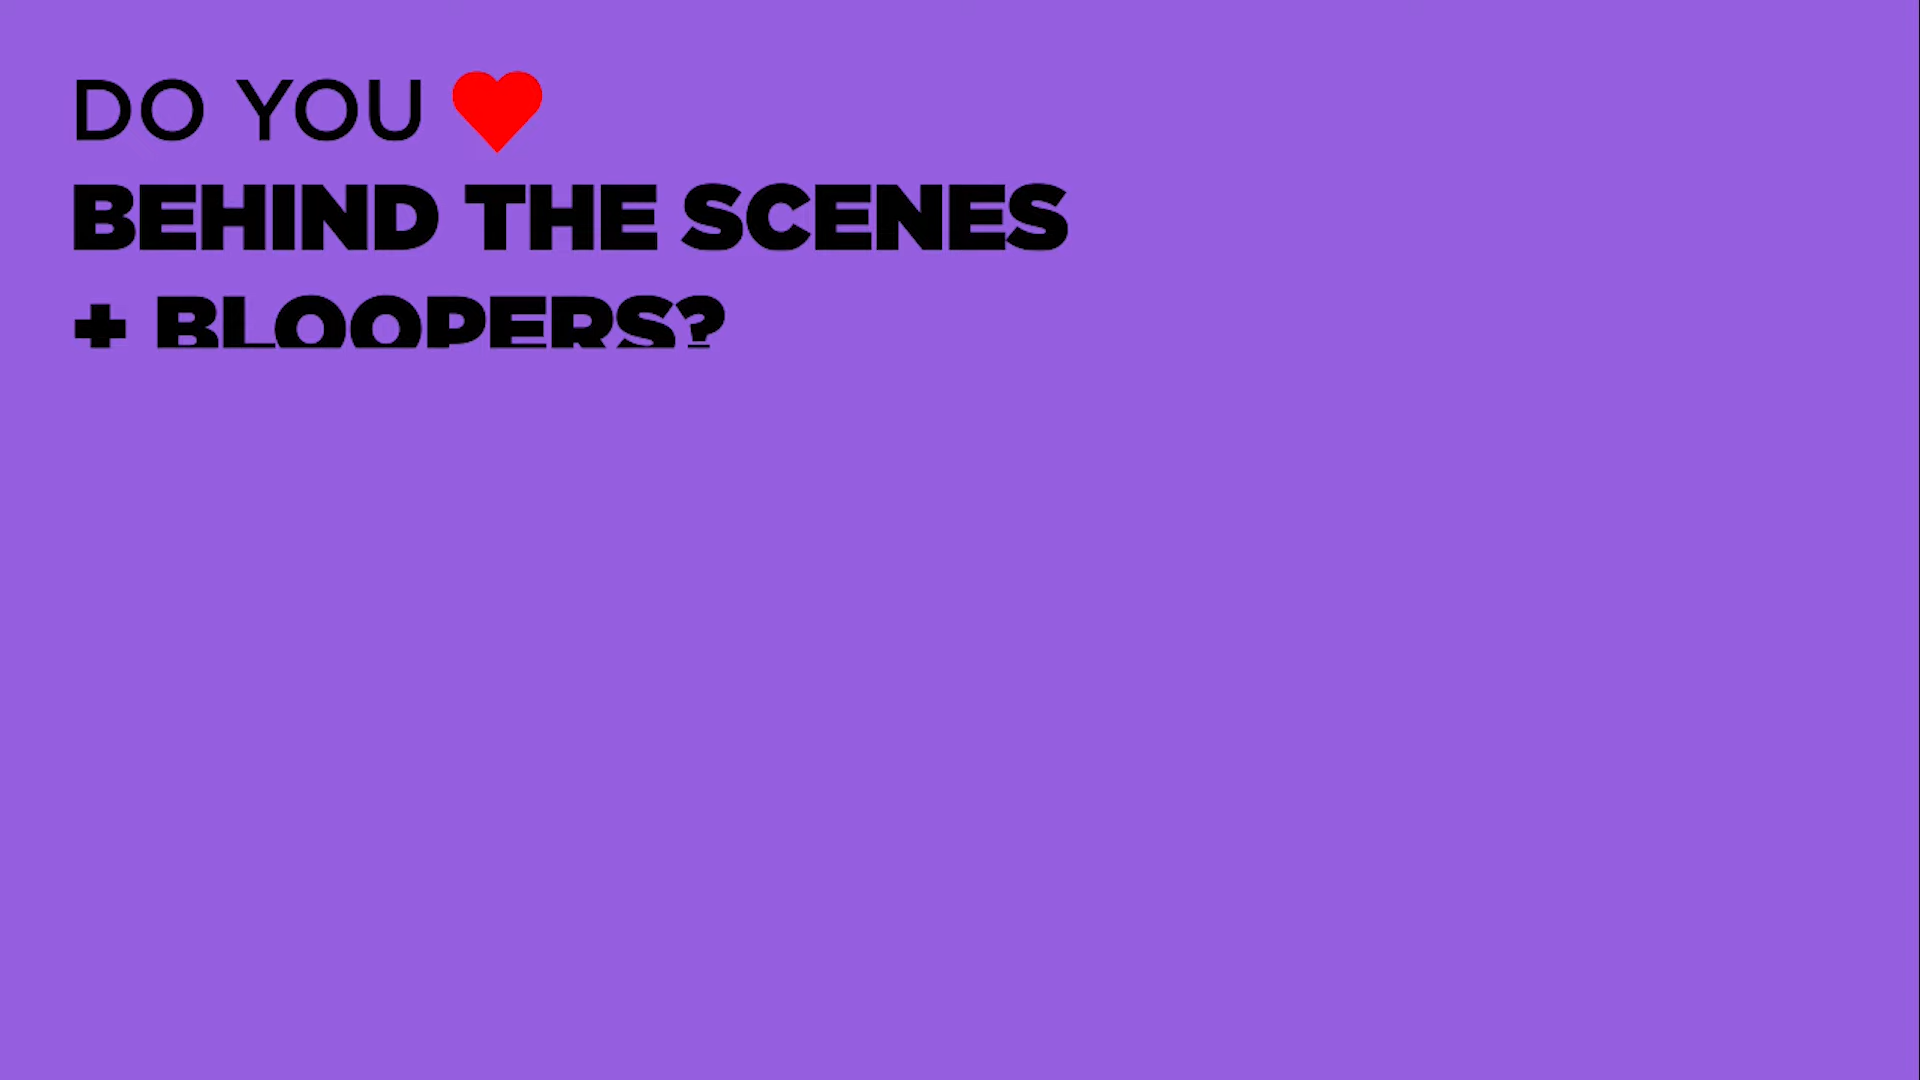 DO YOU ❤
BEHIND THE SCENES
+ BLOOPERS?